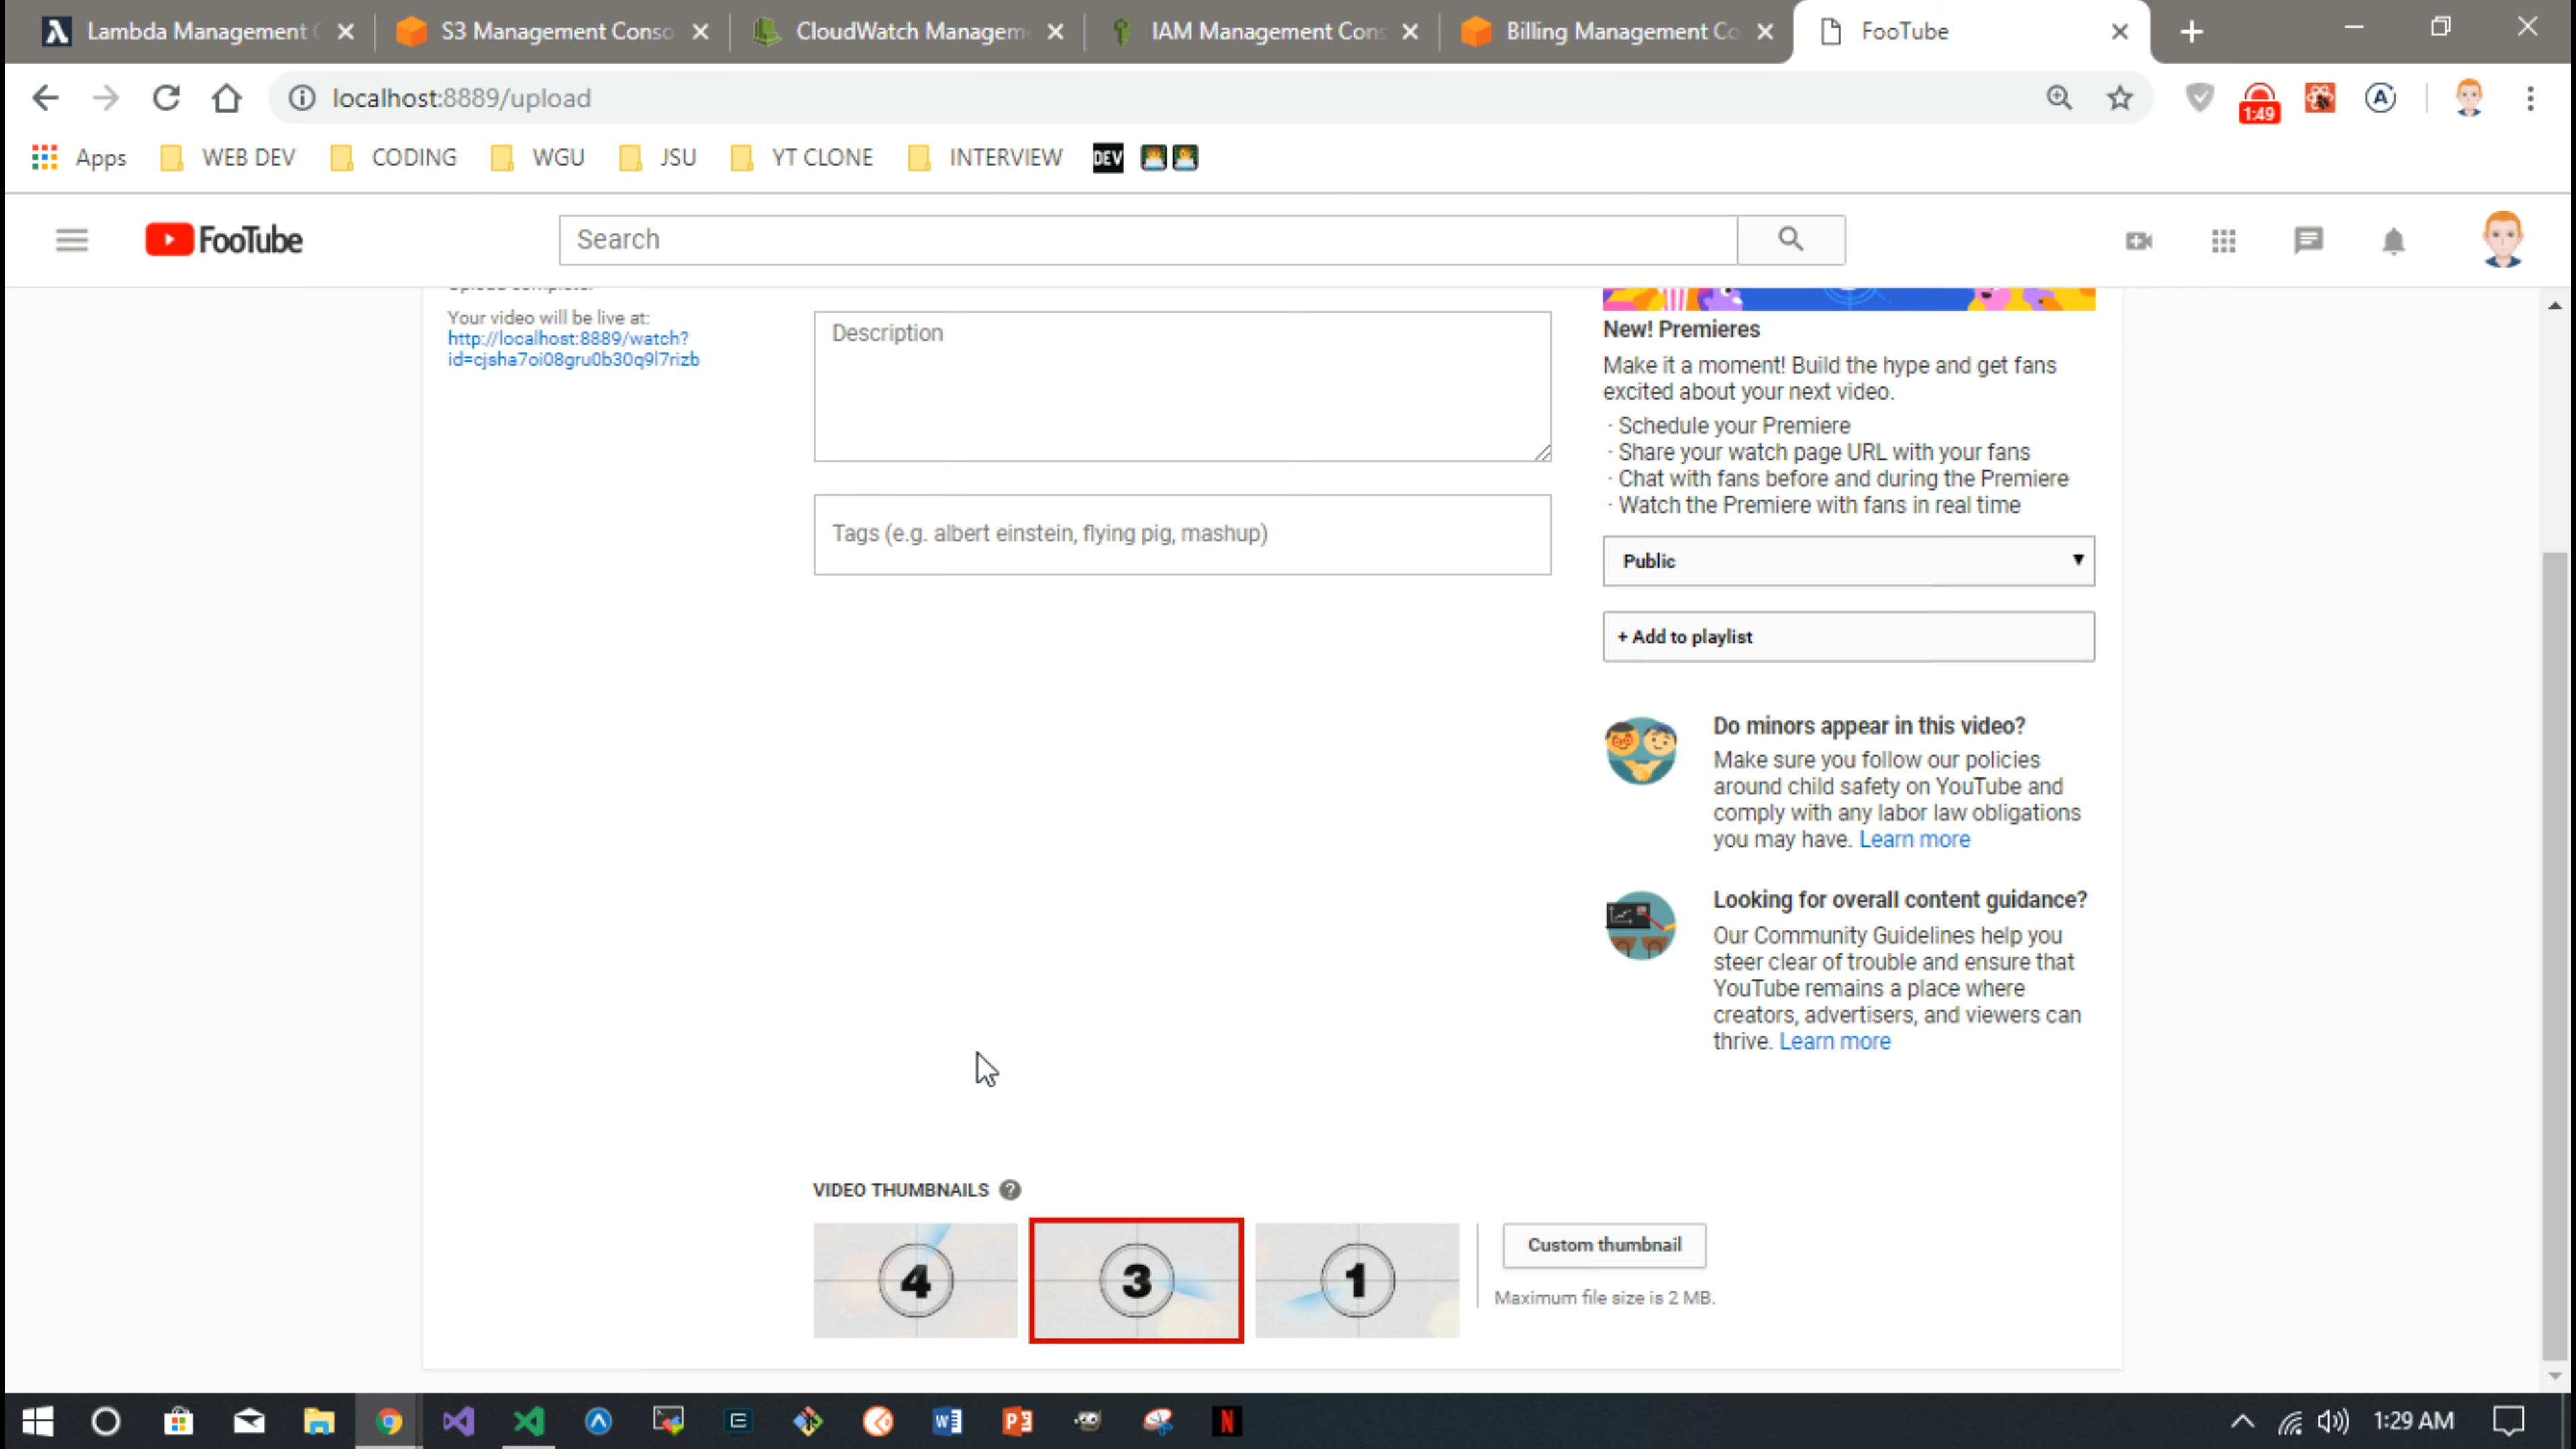 Lambda Management C
S3 Management Conso
CloudWatch Managem
IAM Management Cons
Billing Management Co
FooTube
localhost:8889/upload
1:49
Apps
WEB DEV
CODING
WGU
JSU
YT CLONE
INTERVIEW
DEV
FooTube
Search
Your video will be live at:
http://localhost:8889/watch?
id=cjsha7oi08gru0b30q9l7rizb
Description
Tags (e.g. albert einstein, flying pig, mashup)
New! Premieres
Make it a moment! Build the hype and get fans
excited about your next video.
· Schedule your Premiere
· Share your watch page URL with your fans
· Chat with fans before and during the Premiere
· Watch the Premiere with fans in real time
Public
+ Add to playlist
Do minors appear in this video?
Make sure you follow our policies
around child safety on YouTube and
comply with any labor law obligations
you may have. Learn more
Looking for overall content guidance?
Our Community Guidelines help you
steer clear of trouble and ensure that
YouTube remains a place where
creators, advertisers, and viewers can
thrive. Learn more
VIDEO THUMBNAILS ?
4
3
1
Custom thumbnail
Maximum file size is 2 MB.
1:29 AM